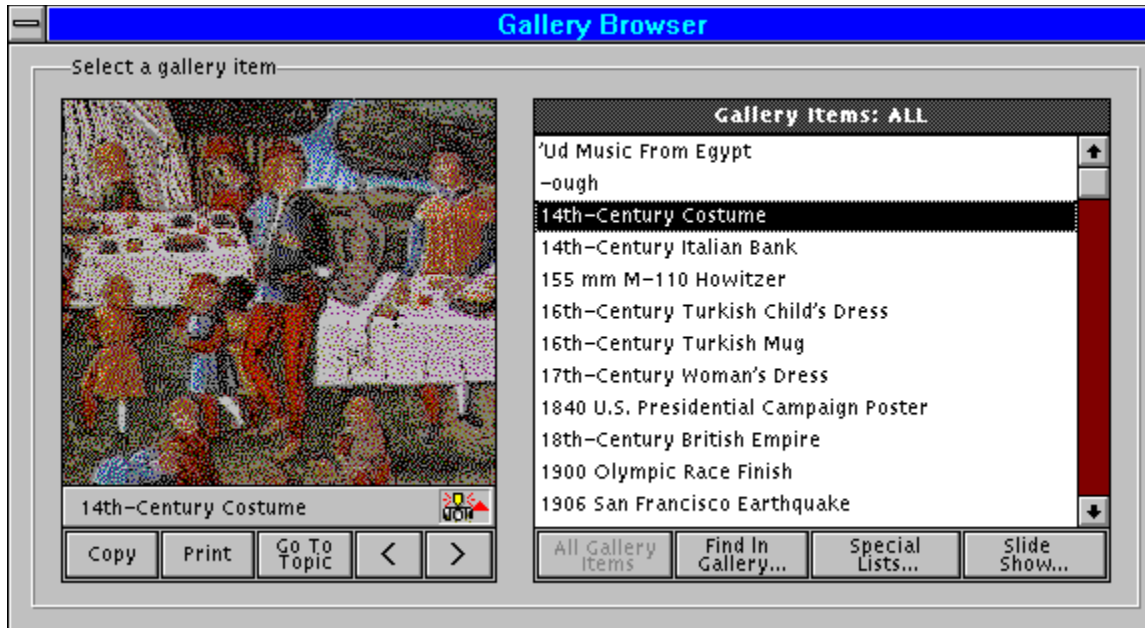 Gallery Browser
Select a gallery item
14th-Century Costume
Copy
Print
Go To
Topic
<
>
Gallery Items: ALL
'Ud Music From Egypt
-ough
14th-Century Costume
14th-Century Italian Bank
155 mm M-110 Howitzer
16th-Century Turkish Child's Dress
16th-Century Turkish Mug
17th-Century Woman's Dress
1840 U.S. Presidential Campaign Poster
18th-Century British Empire
1900 Olympic Race Finish
1906 San Francisco Earthquake
All Gallery
Items
Find In
Gallery...
Special
Lists...
Slide
Show...